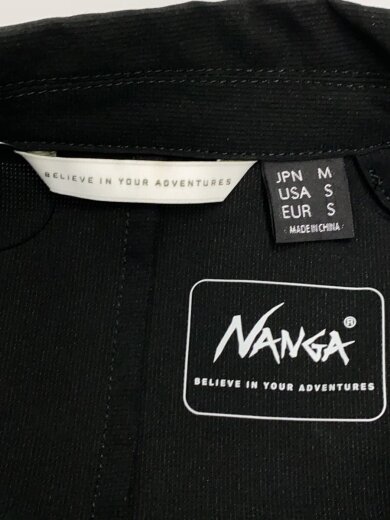 BELIEVE IN YOUR ADVENTURES
JPN M
USA S
EUR S
· MADE IN CHINA ·
NANGA®
BELIEVE IN YOUR ADVENTURES